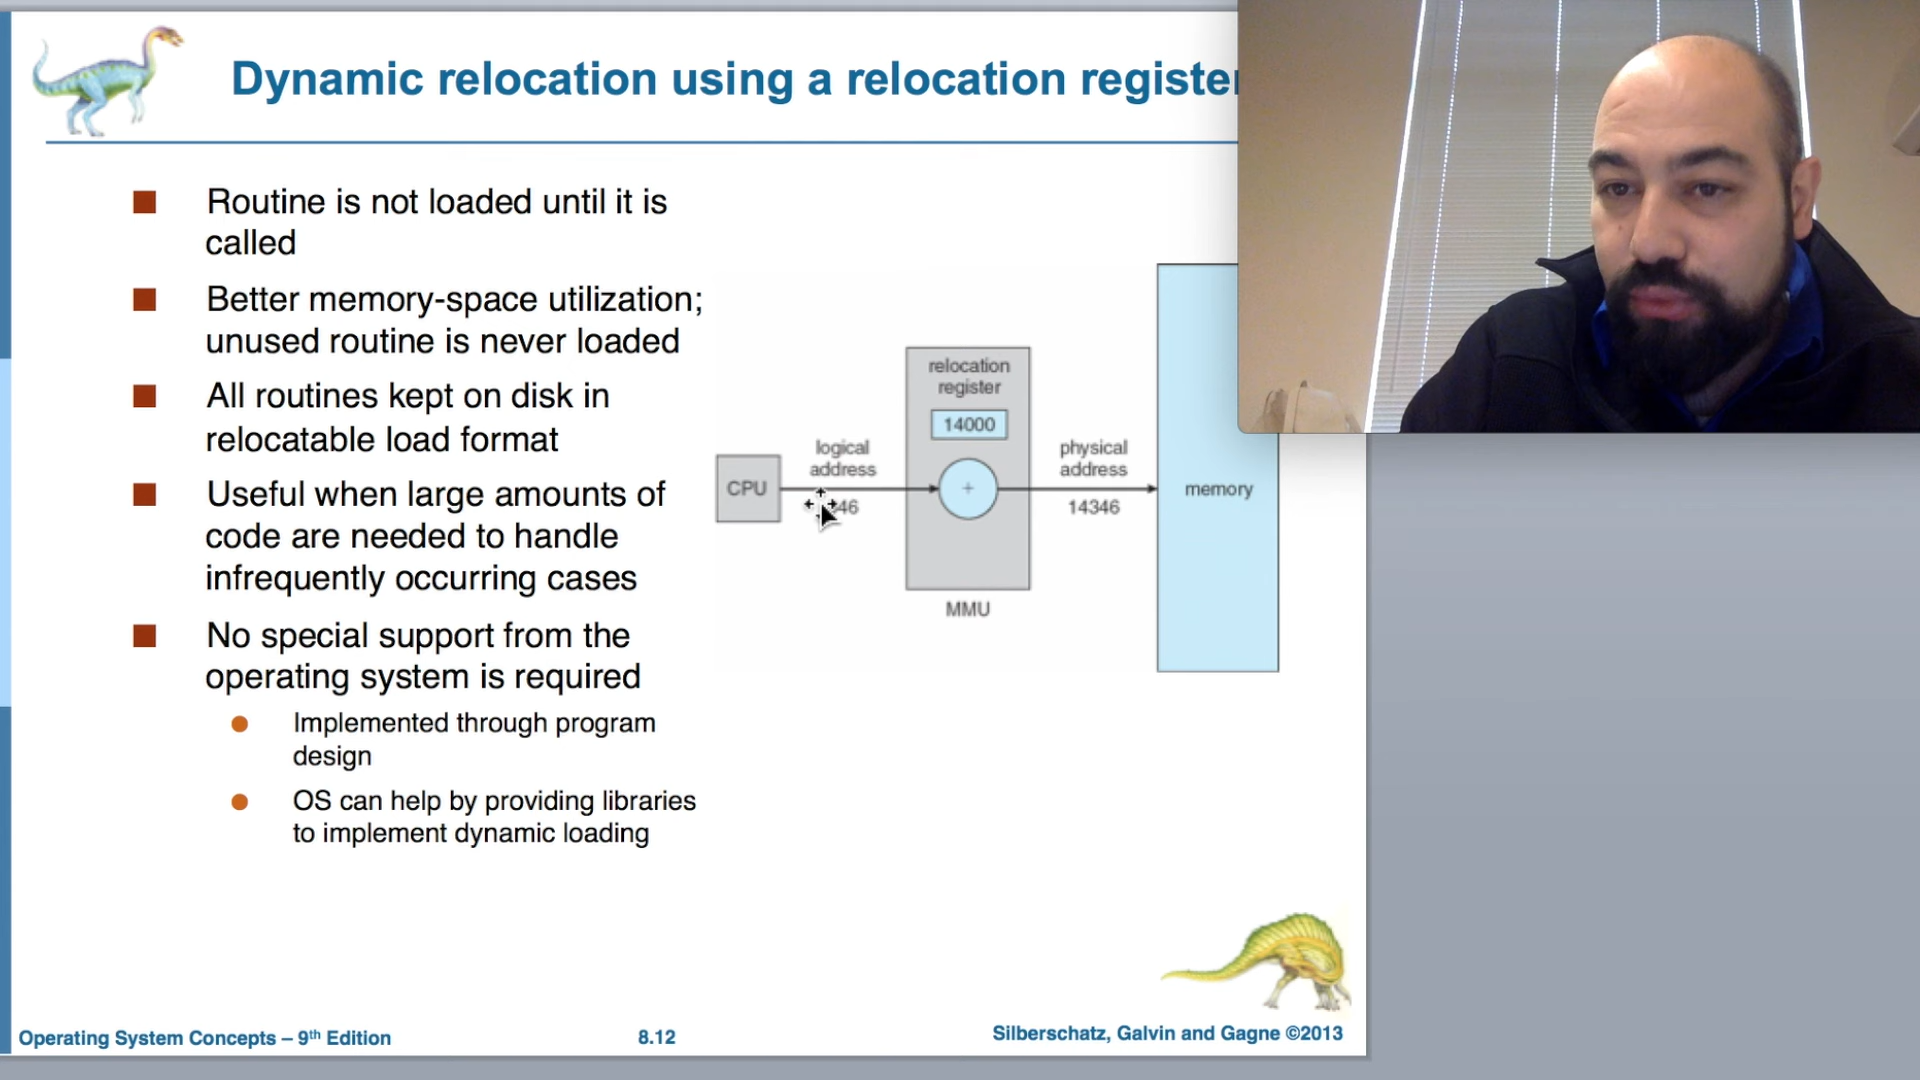 Dynamic relocation using a relocation register
Routine is not loaded until it is
called
Better memory-space utilization;
unused routine is never loaded
All routines kept on disk in
relocatable load format
Useful when large amounts of
code are needed to handle
infrequently occurring cases
No special support from the
operating system is required
Implemented through program
design
OS can help by providing libraries
to implement dynamic loading
relocation
register
14000
logical
address
CPU
+
46
MMU
physical
address
14346
memory
Operating System Concepts – 9th Edition
8.12
Silberschatz, Galvin and Gagne ©2013